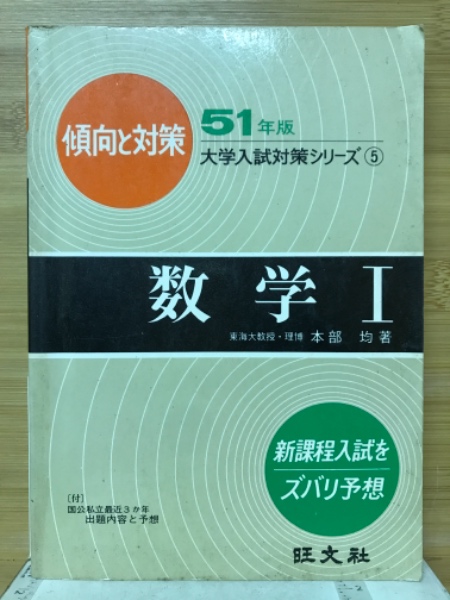 傾向と対策
51年版
大学入試対策シリーズ⑤
数学Ⅰ
東海大教授・理博 本部 均著
新課程入試を
ズバリ予想
〔付〕
国公私立最近3か年
出題内容と予想
旺文社